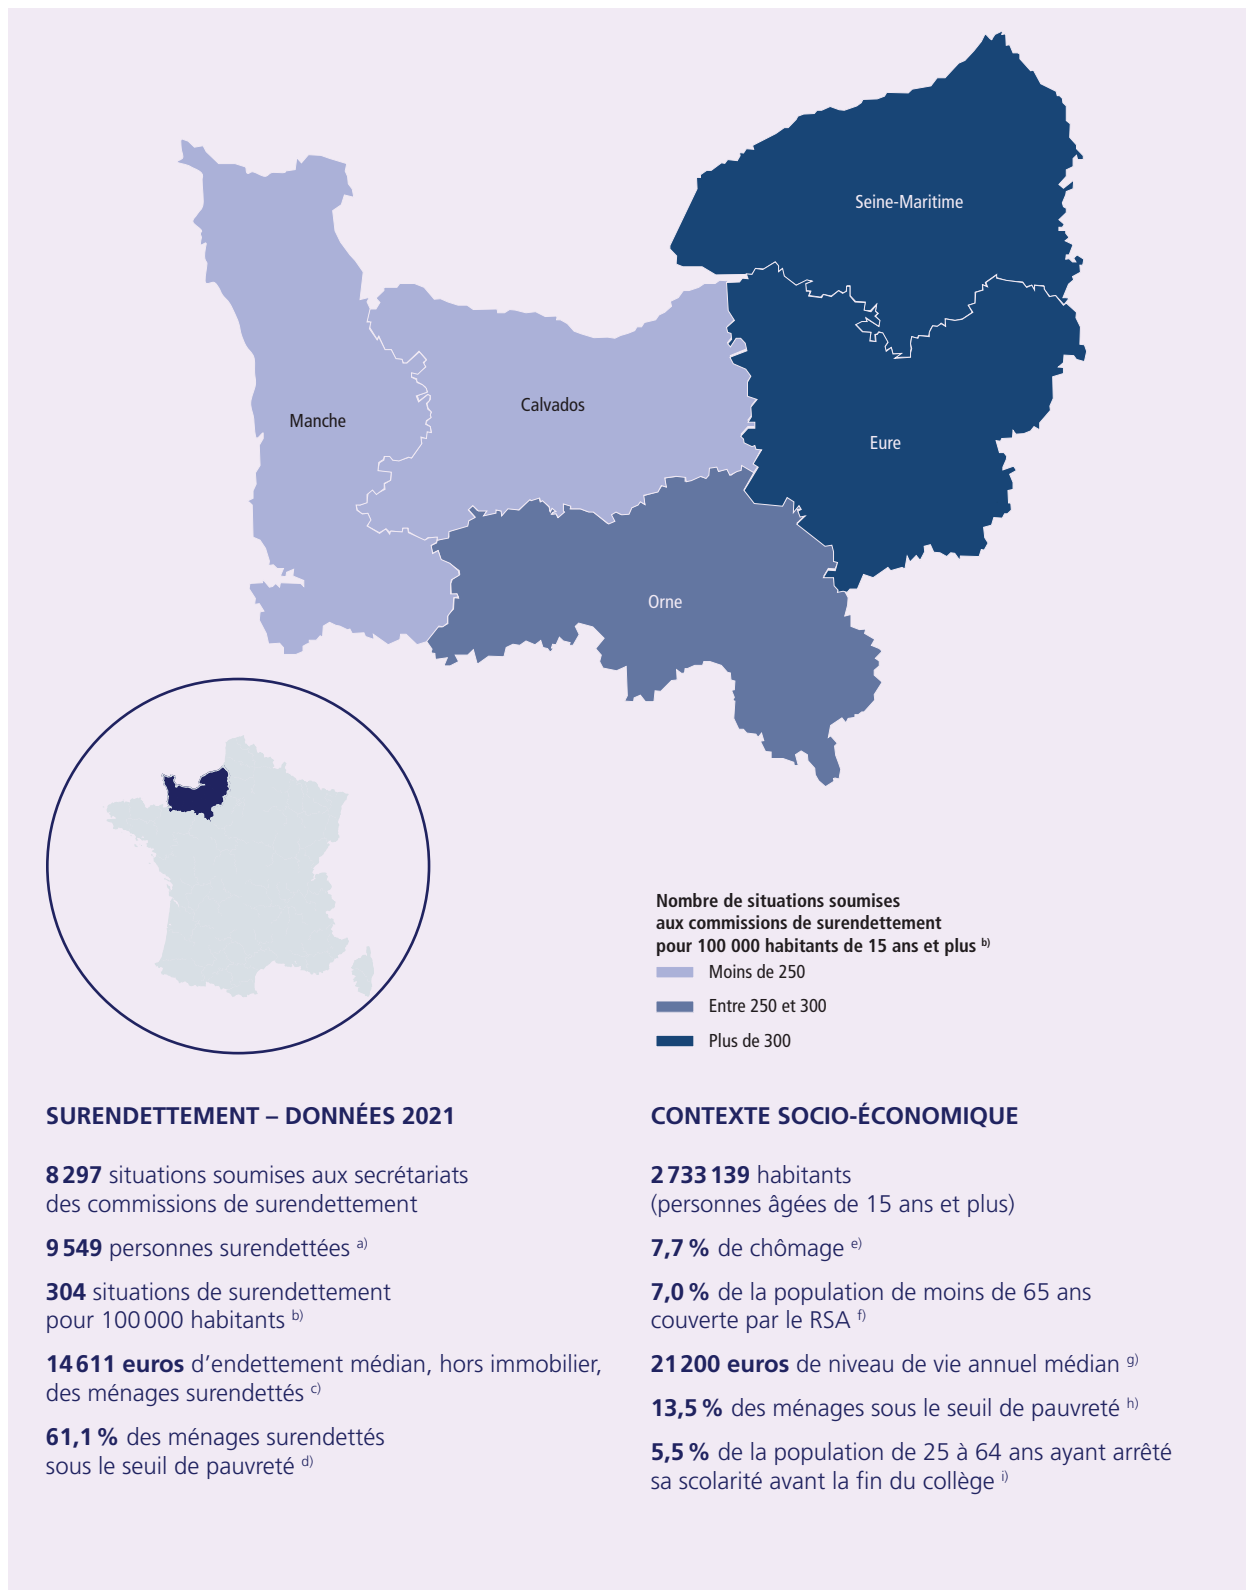 Seine-Maritime
Manche
Calvados
Eure
Orne
Nombre de situations soumises
aux commissions de surendettement
pour 100 000 habitants de 15 ans et plus b)
Moins de 250
Entre 250 et 300
Plus de 300
SURENDETTEMENT – DONNÉES 2021
8 297 situations soumises aux secrétariats
des commissions de surendettement
9 549 personnes surendettées a)
304 situations de surendettement
pour 100 000 habitants b)
14 611 euros d’endettement médian, hors immobilier,
des ménages surendettés c)
61,1 % des ménages surendettés
sous le seuil de pauvreté d)
CONTEXTE SOCIO-ÉCONOMIQUE
2 733 139 habitants
(personnes âgées de 15 ans et plus)
7,7 % de chômage e)
7,0 % de la population de moins de 65 ans
couverte par le RSA f)
21 200 euros de niveau de vie annuel médian g)
13,5 % des ménages sous le seuil de pauvreté h)
5,5 % de la population de 25 à 64 ans ayant arrêté
sa scolarité avant la fin du collège i)